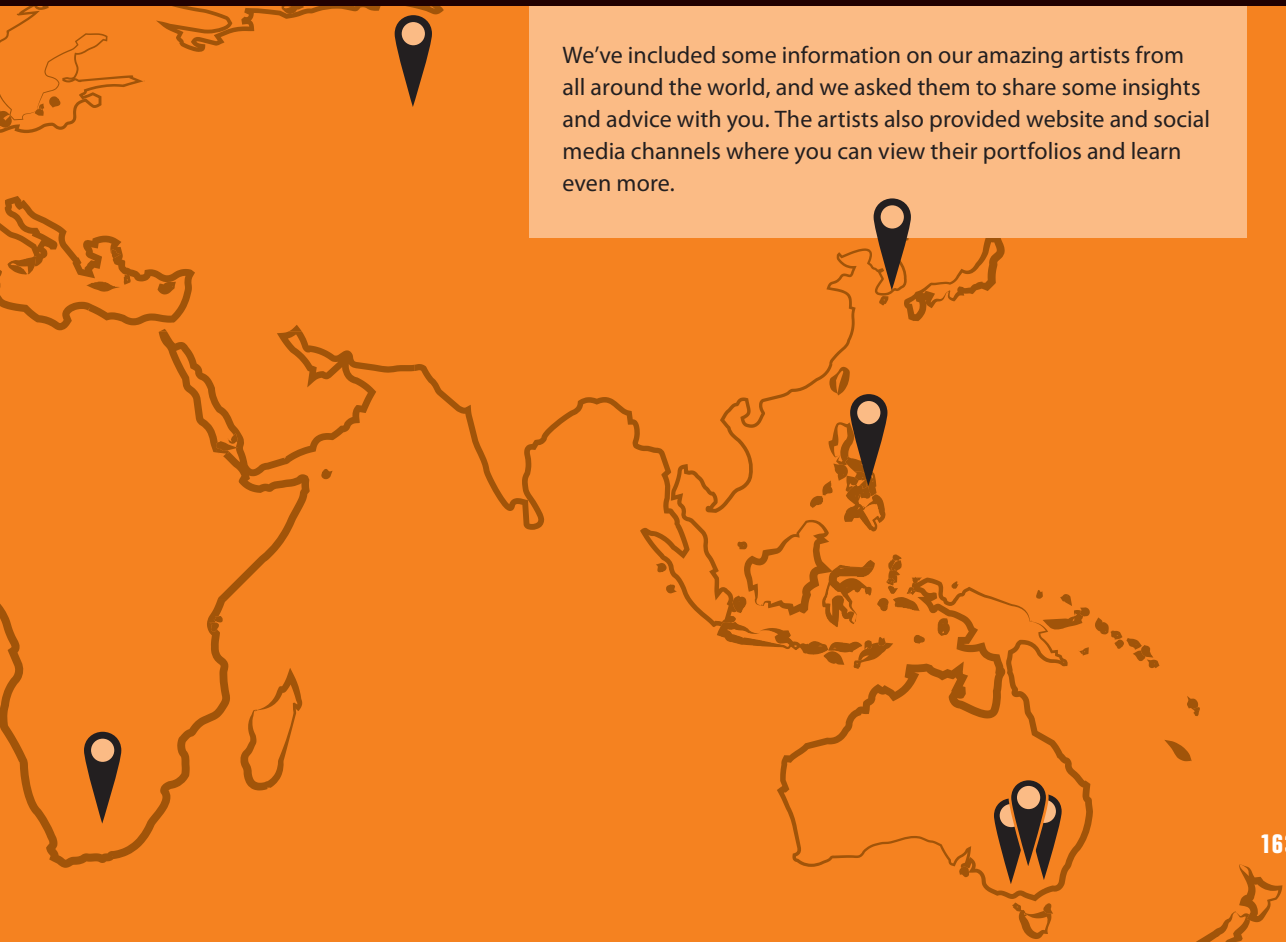 We’ve included some information on our amazing artists from
all around the world, and we asked them to share some insights
and advice with you. The artists also provided website and social
media channels where you can view their portfolios and learn
even more.